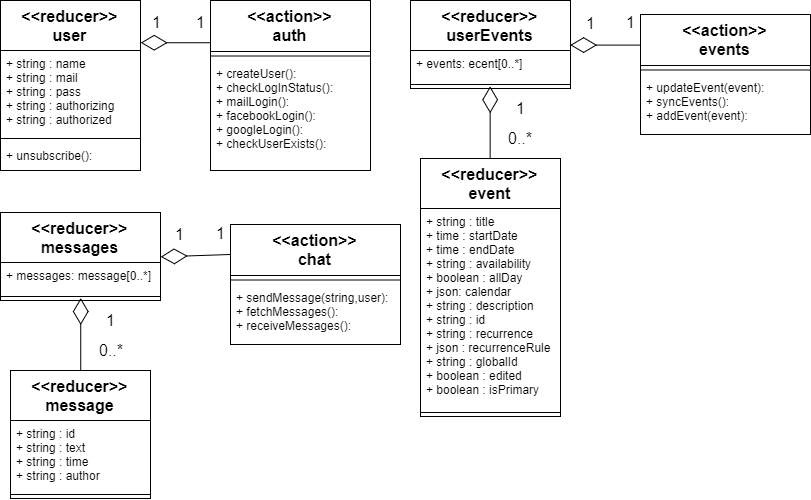 <<reducer>>
user
+ string : name
+ string : mail
+ string : pass
+ string : authorizing
+ string : authorized
+ unsubscribe():
1
1
<<action>>
auth
+ createUser():
+ checkLogInStatus():
+ mailLogin():
+ facebookLogin():
+ googleLogin():
+ checkUserExists():
<<reducer>>
userEvents
+ events: ecent[0..*]
1
1
<<action>>
events
+ updateEvent(event):
+ syncEvents():
+ addEvent(event):
1
0..*
<<reducer>>
event
+ string : title
+ time : startDate
+ time : endDate
+ string : availability
+ boolean : allDay
+ json: calendar
+ string : description
+ string : id
+ string : recurrence
+ json : recurrenceRule
+ string : globalId
+ boolean : edited
+ boolean : isPrimary
<<reducer>>
messages
+ messages: message[0..*]
1
1
<<action>>
chat
+ sendMessage(string,user):
+ fetchMessages():
+ receiveMessages():
1
0..*
<<reducer>>
message
+ string : id
+ string : text
+ string : time
+ string : author